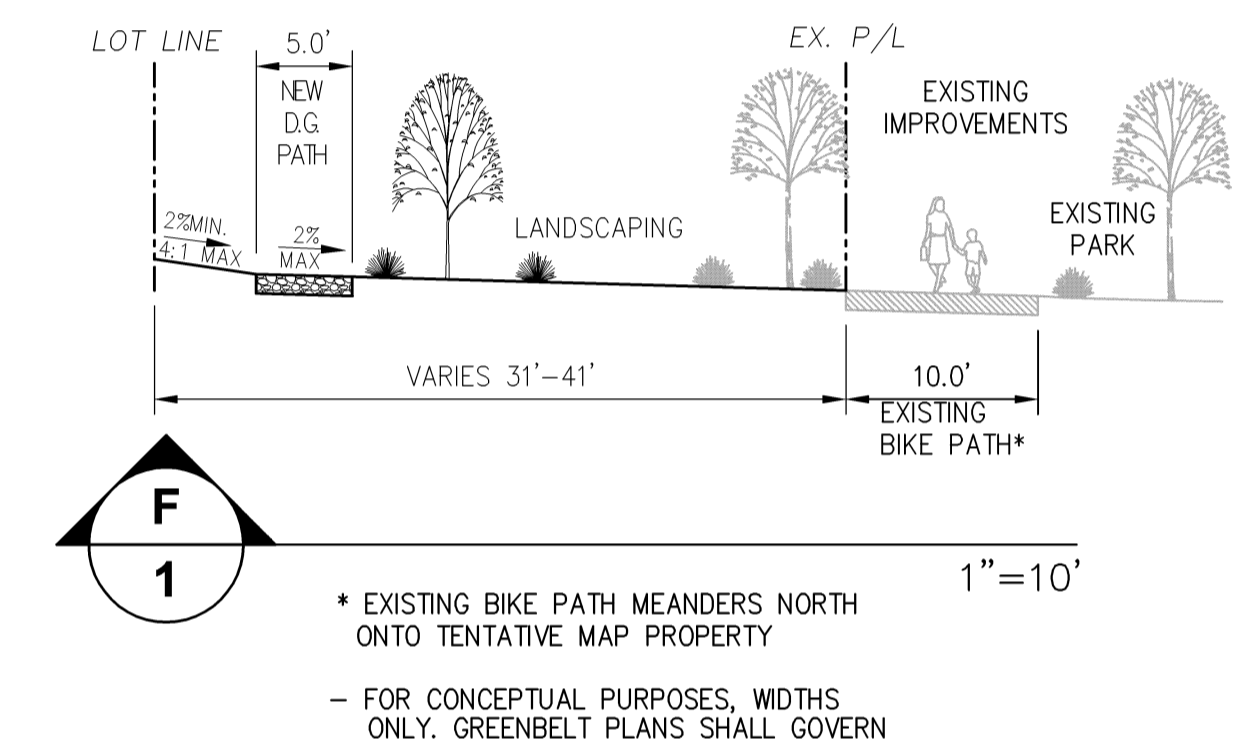 LOT LINE
5.0'
EX. P/L
NEW
D.G.
PATH
EXISTING
IMPROVEMENTS
2%MIN.
4:1 MAX
2%
MAX
LANDSCAPING
EXISTING
PARK
VARIES 31'-41'
10.0'
EXISTING
BIKE PATH*
F
1
1"=10'
* EXISTING BIKE PATH MEANDERS NORTH
ONTO TENTATIVE MAP PROPERTY
- FOR CONCEPTUAL PURPOSES, WIDTHS
ONLY. GREENBELT PLANS SHALL GOVERN